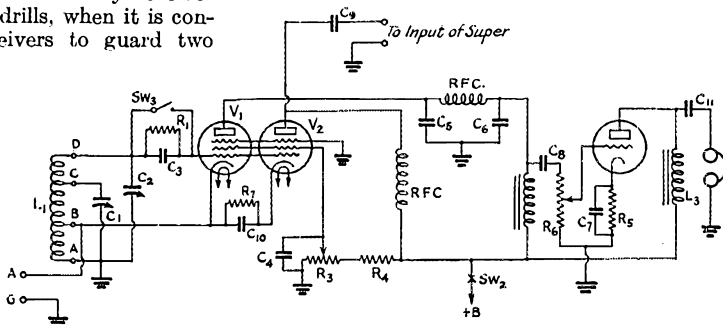 drills, when it is con-
eivers to guard two
C9
To Input of Super
SW3
V1
V2
R.F.C.
R1
C5
C6
C11
D
C3
C2
C
L1
C1
B
A
R7
C10
RFC
C8
R6
C7
R5
L3
C4
R3
R4
SW2
+B
A
G